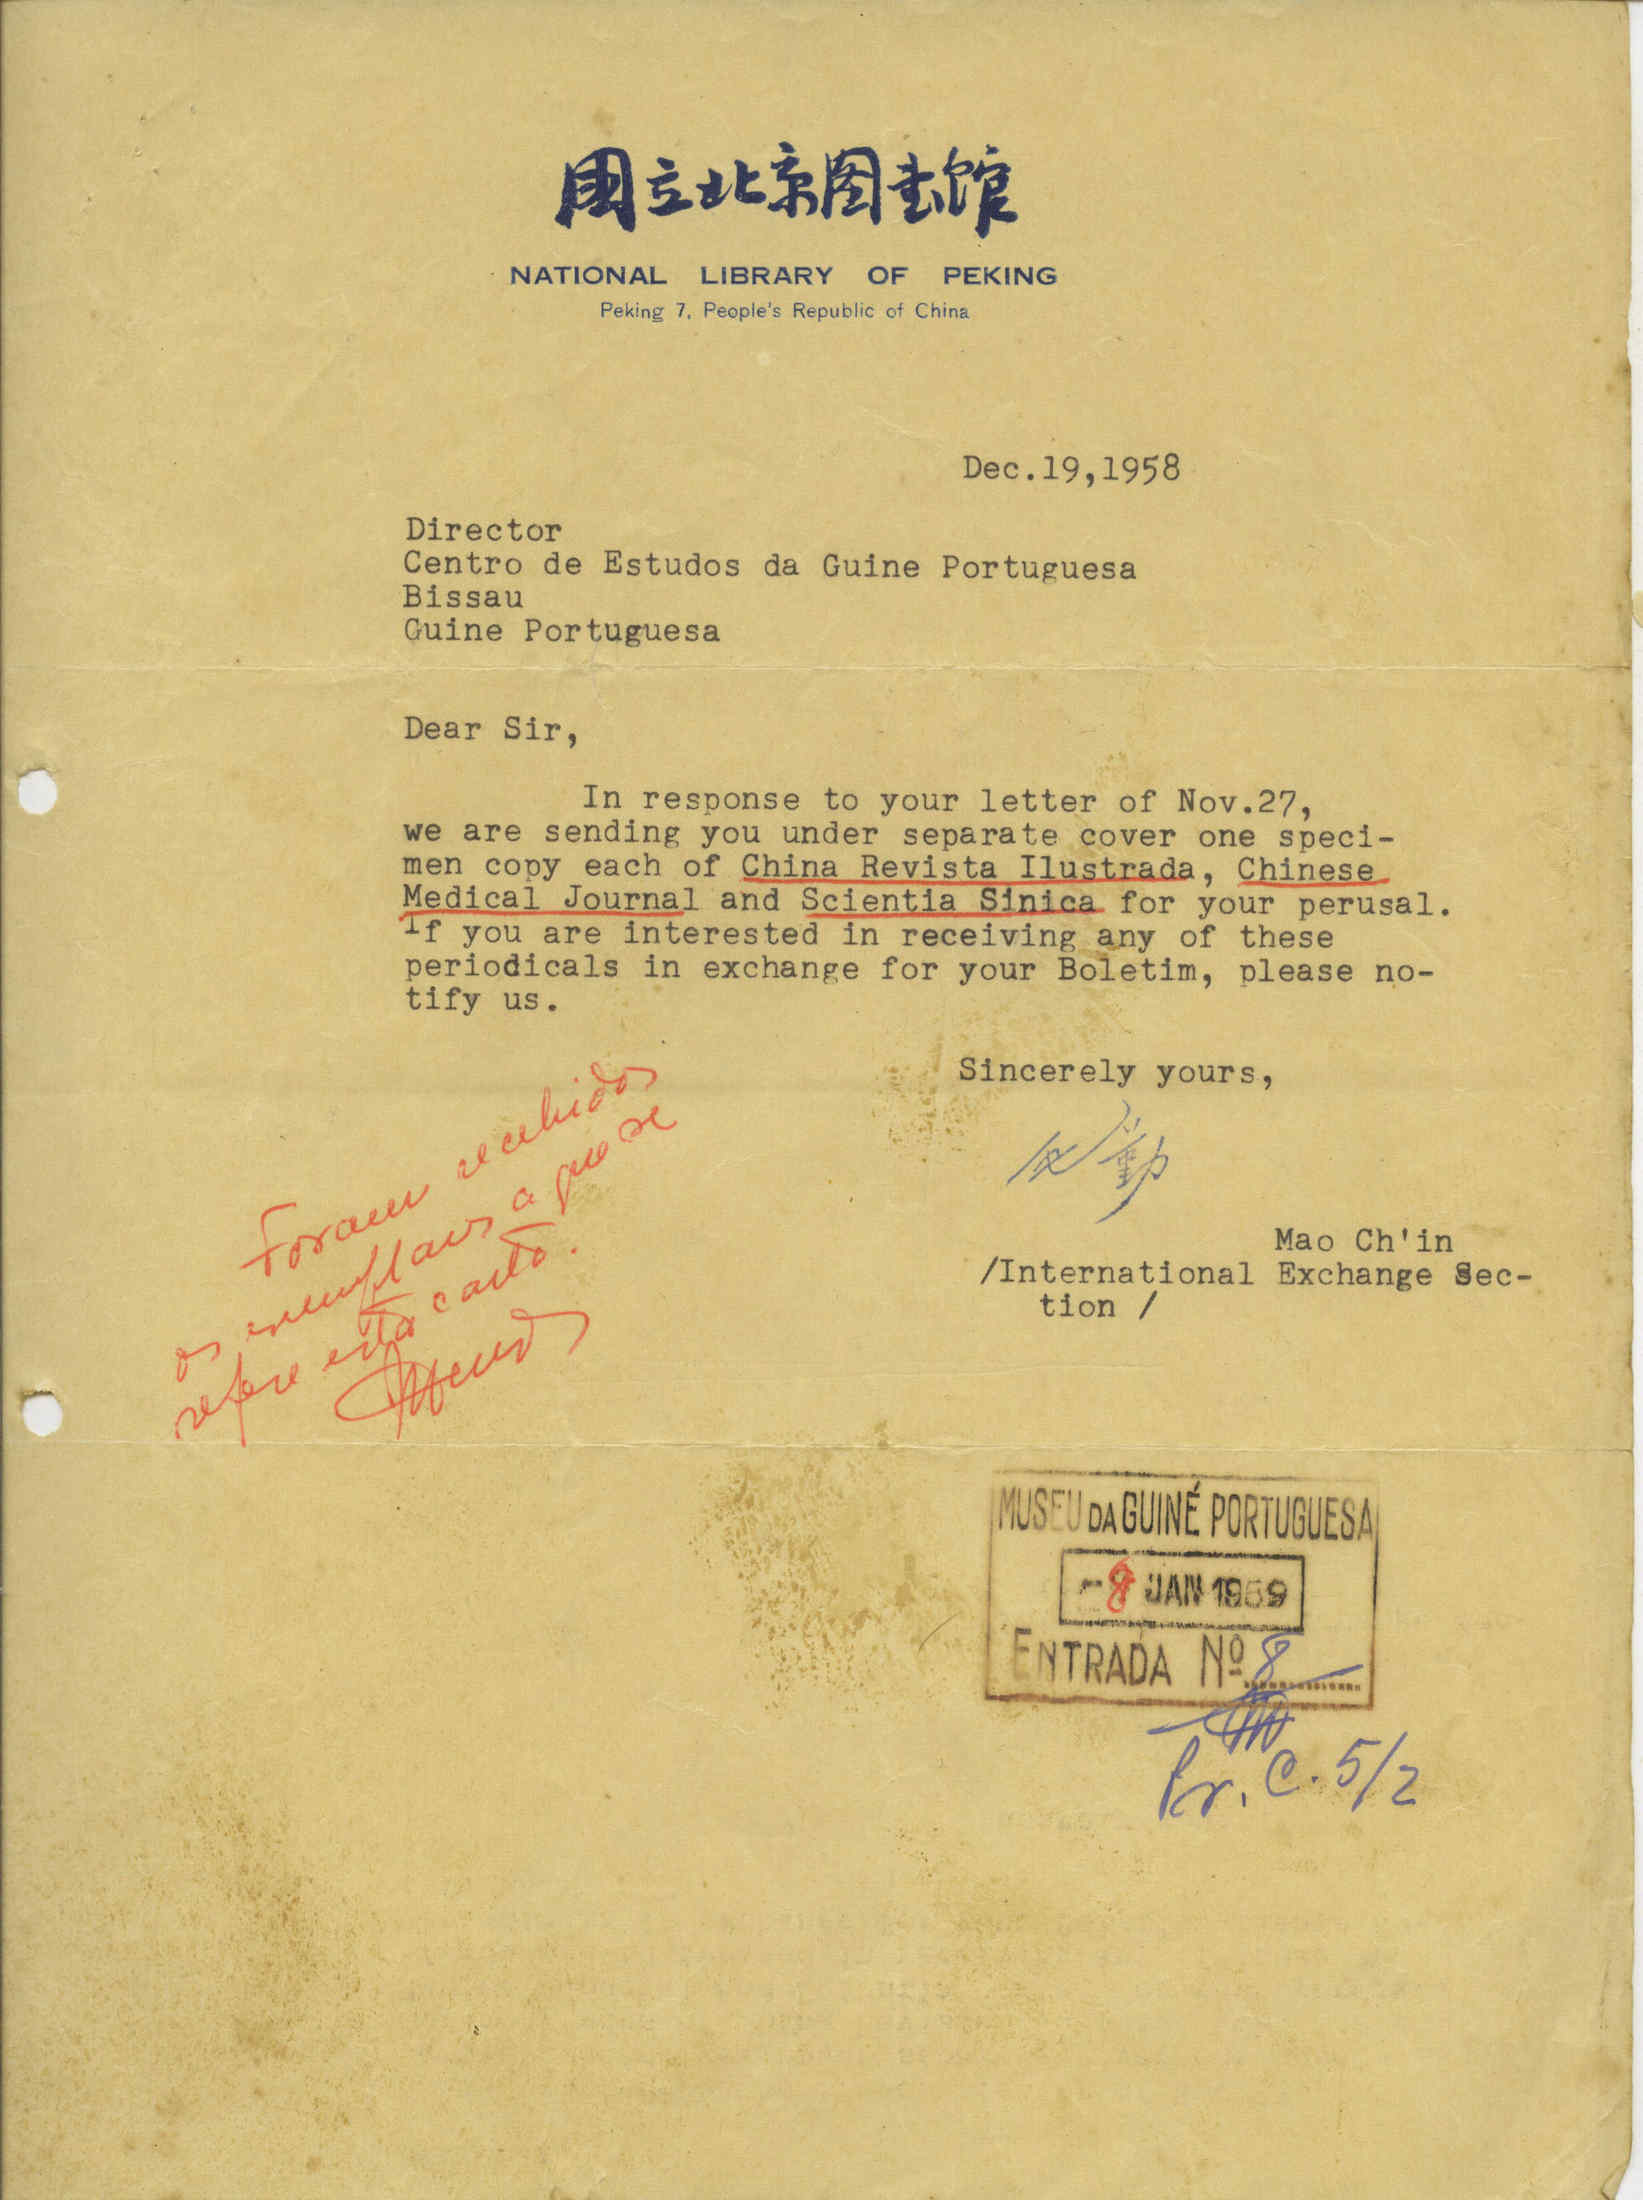 國立北京图书馆
NATIONAL LIBRARY OF PEKING
Peking 7, People's Republic of China
Dec.19,1958
Director
Centro de Estudos da Guine Portuguesa
Bissau
Guine Portuguesa
Dear Sir,
In response to your letter of Nov.27,
we are sending you under separate cover one speci-
men copy each of China Revista Ilustrada, Chinese
Medical Journal and Scientia Sinica for your perusal.
If you are interested in receiving any of these
periodicals in exchange for your Boletim, please no-
tify us.
Sincerely yours,
Mao Ch'in
/International Exchange Sec-
tion /
Foram recebidos
os exemplares a que se
refere esta carta.
MUSEU DA GUINÉ PORTUGUESA
-8 JAN 1959
ENTRADA Nº 8
Pr. C. 5/2